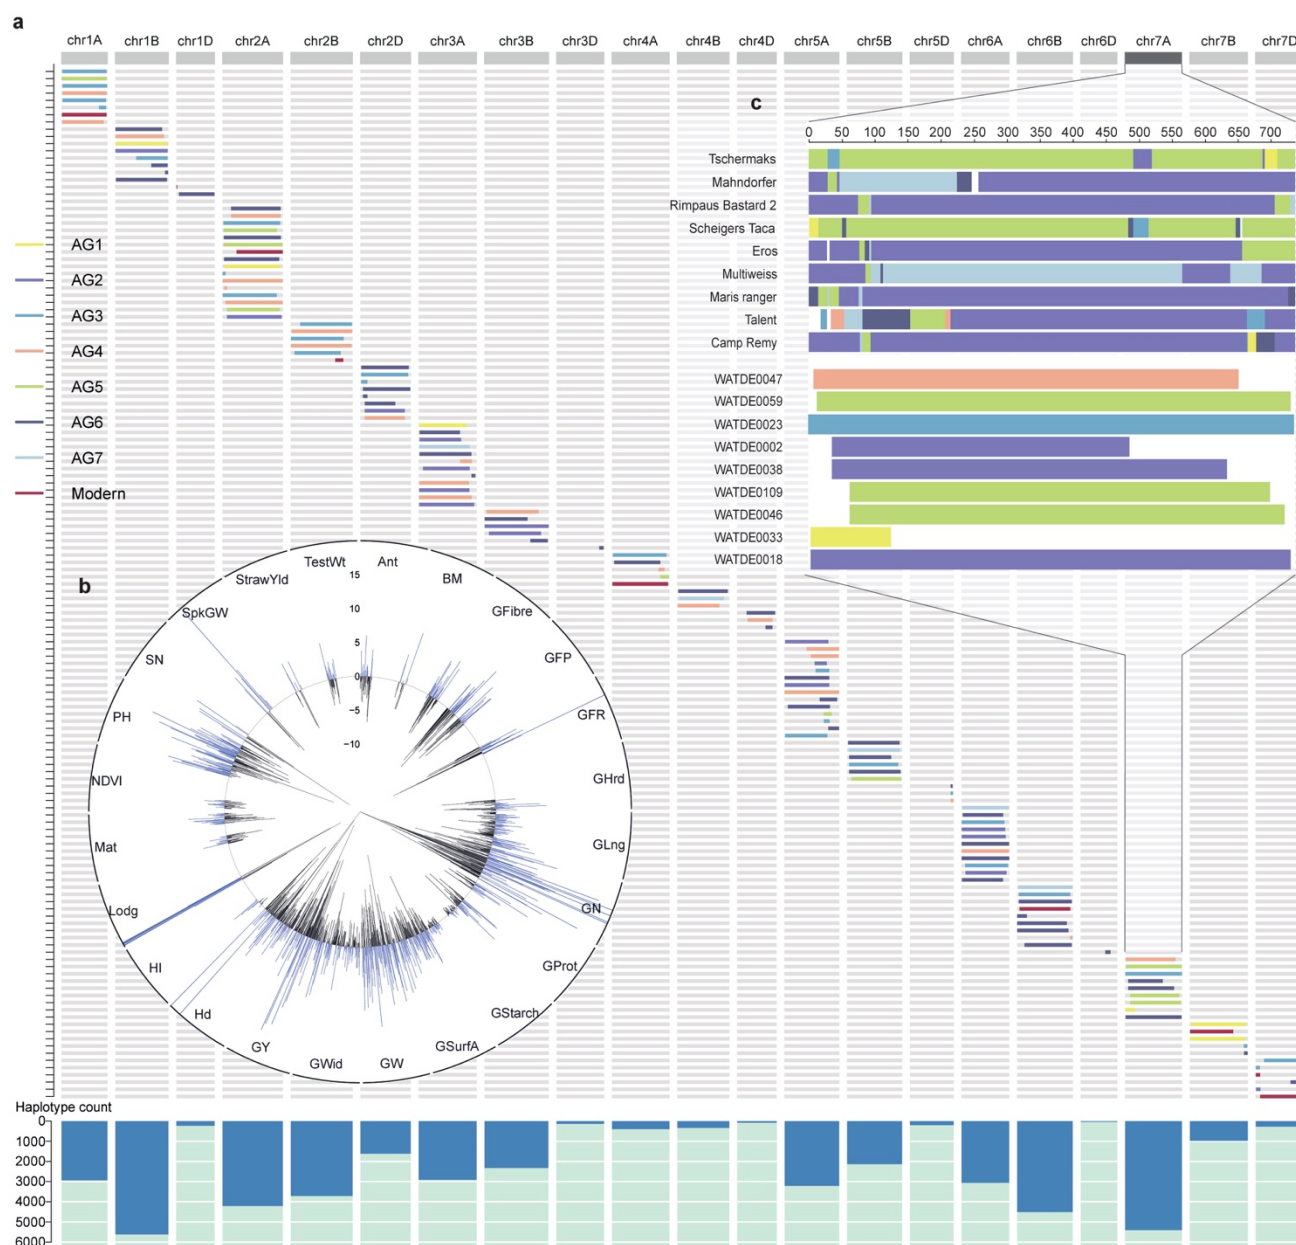 a
chr1A chr1B chr1D chr2A chr2B chr2D chr3A chr3B chr3D chr4A chr4B chr4D chr5A chr5B chr5D chr6A chr6B chr6D chr7A chr7B chr7D
c
0 50 100 150 200 250 300 350 400 450 500 550 600 650 700
Tschermaks
Mahndorfer
Rimpaus Bastard 2
Scheigers Taca
Eros
Multiweiss
Maris ranger
Talent
Camp Remy
WATDE0047
WATDE0059
WATDE0023
WATDE0002
WATDE0038
WATDE0109
WATDE0046
WATDE0033
WATDE0018
AG1
AG2
AG3
AG4
AG5
AG6
AG7
Modern
b
TestWt Ant
StrawYld 15 BM
SpkGW 10 GFibre
SN 5 GFP
0
PH −5 GFR
−10
NDVI GHrd
Mat GLng
Lodg GN
HI GProt
Hd GStarch
GY GSurfA
GWid GW
Haplotype count
0
1000
2000
3000
4000
5000
6000